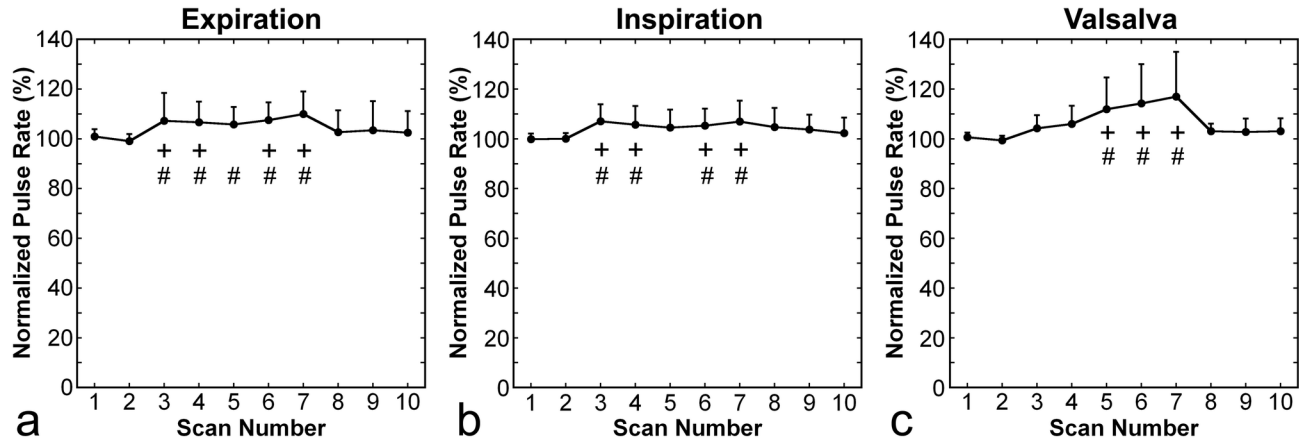 Expiration
Normalized Pulse Rate (%)
140
120
100
80
60
40
20
0
+ + + +
# # # # #
1 2 3 4 5 6 7 8 9 10
Scan Number
a
Inspiration
Normalized Pulse Rate (%)
140
120
100
80
60
40
20
0
+ + + +
# # # #
1 2 3 4 5 6 7 8 9 10
Scan Number
b
Valsalva
Normalized Pulse Rate (%)
140
120
100
80
60
40
20
0
+ + +
# # #
1 2 3 4 5 6 7 8 9 10
Scan Number
c